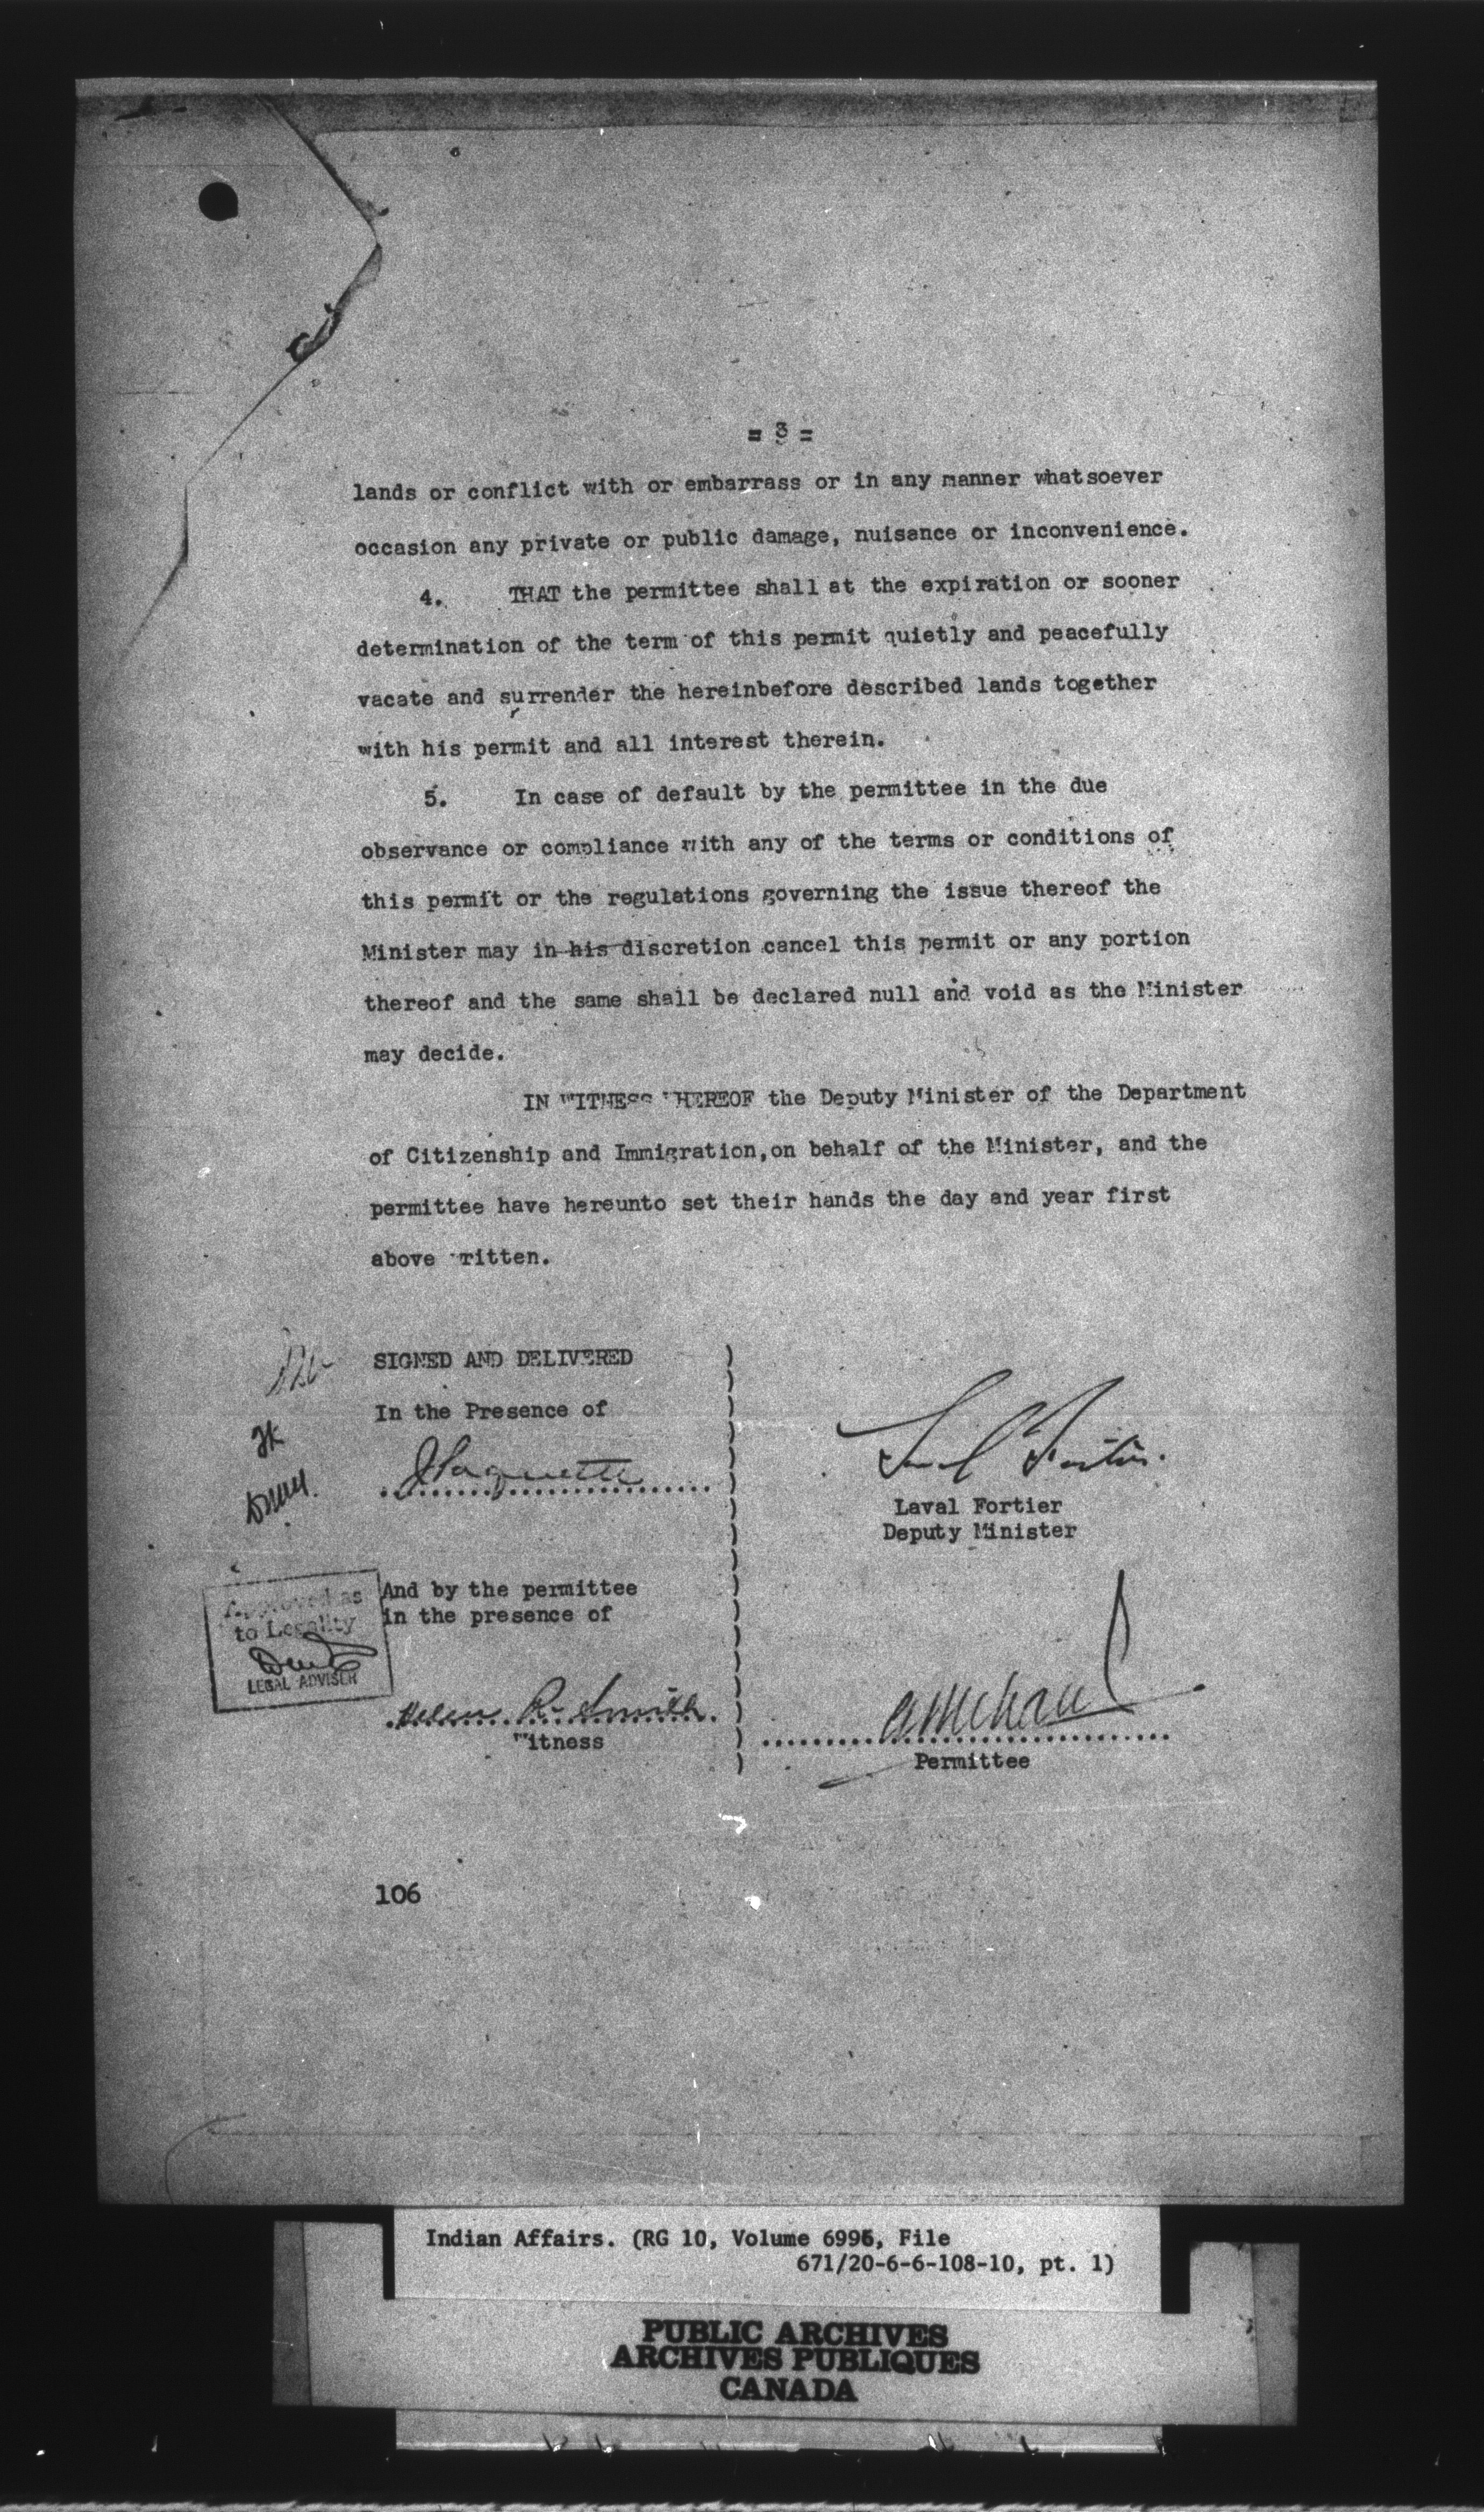 = 3 =
lands or conflict with or embarrass or in any manner whatsoever
occasion any private or public damage, nuisance or inconvenience.
4. THAT the permittee shall at the expiration or sooner
determination of the term of this permit quietly and peacefully
vacate and surrender the hereinbefore described lands together
with his permit and all interest therein.
5. In case of default by the permittee in the due
observance or compliance with any of the terms or conditions of
this permit or the regulations governing the issue thereof the
Minister may in his discretion cancel this permit or any portion
thereof and the same shall be declared null and void as the Minister
may decide.
IN WITNESS WHEREOF the Deputy Minister of the Department
of Citizenship and Immigration, on behalf of the Minister, and the
permittee have hereunto set their hands the day and year first
above written.
SIGNED AND DELIVERED
In the Presence of
JPaquette
Laval Fortier
Laval Fortier
Deputy Minister
Approved as
to Legality
LEGAL ADVISER
And by the permittee
in the presence of
Helen R. Smith
Witness
Permittee
106
Indian Affairs. (RG 10, Volume 6996, File
671/20-6-6-108-10, pt. 1)
PUBLIC ARCHIVES
ARCHIVES PUBLIQUES
CANADA